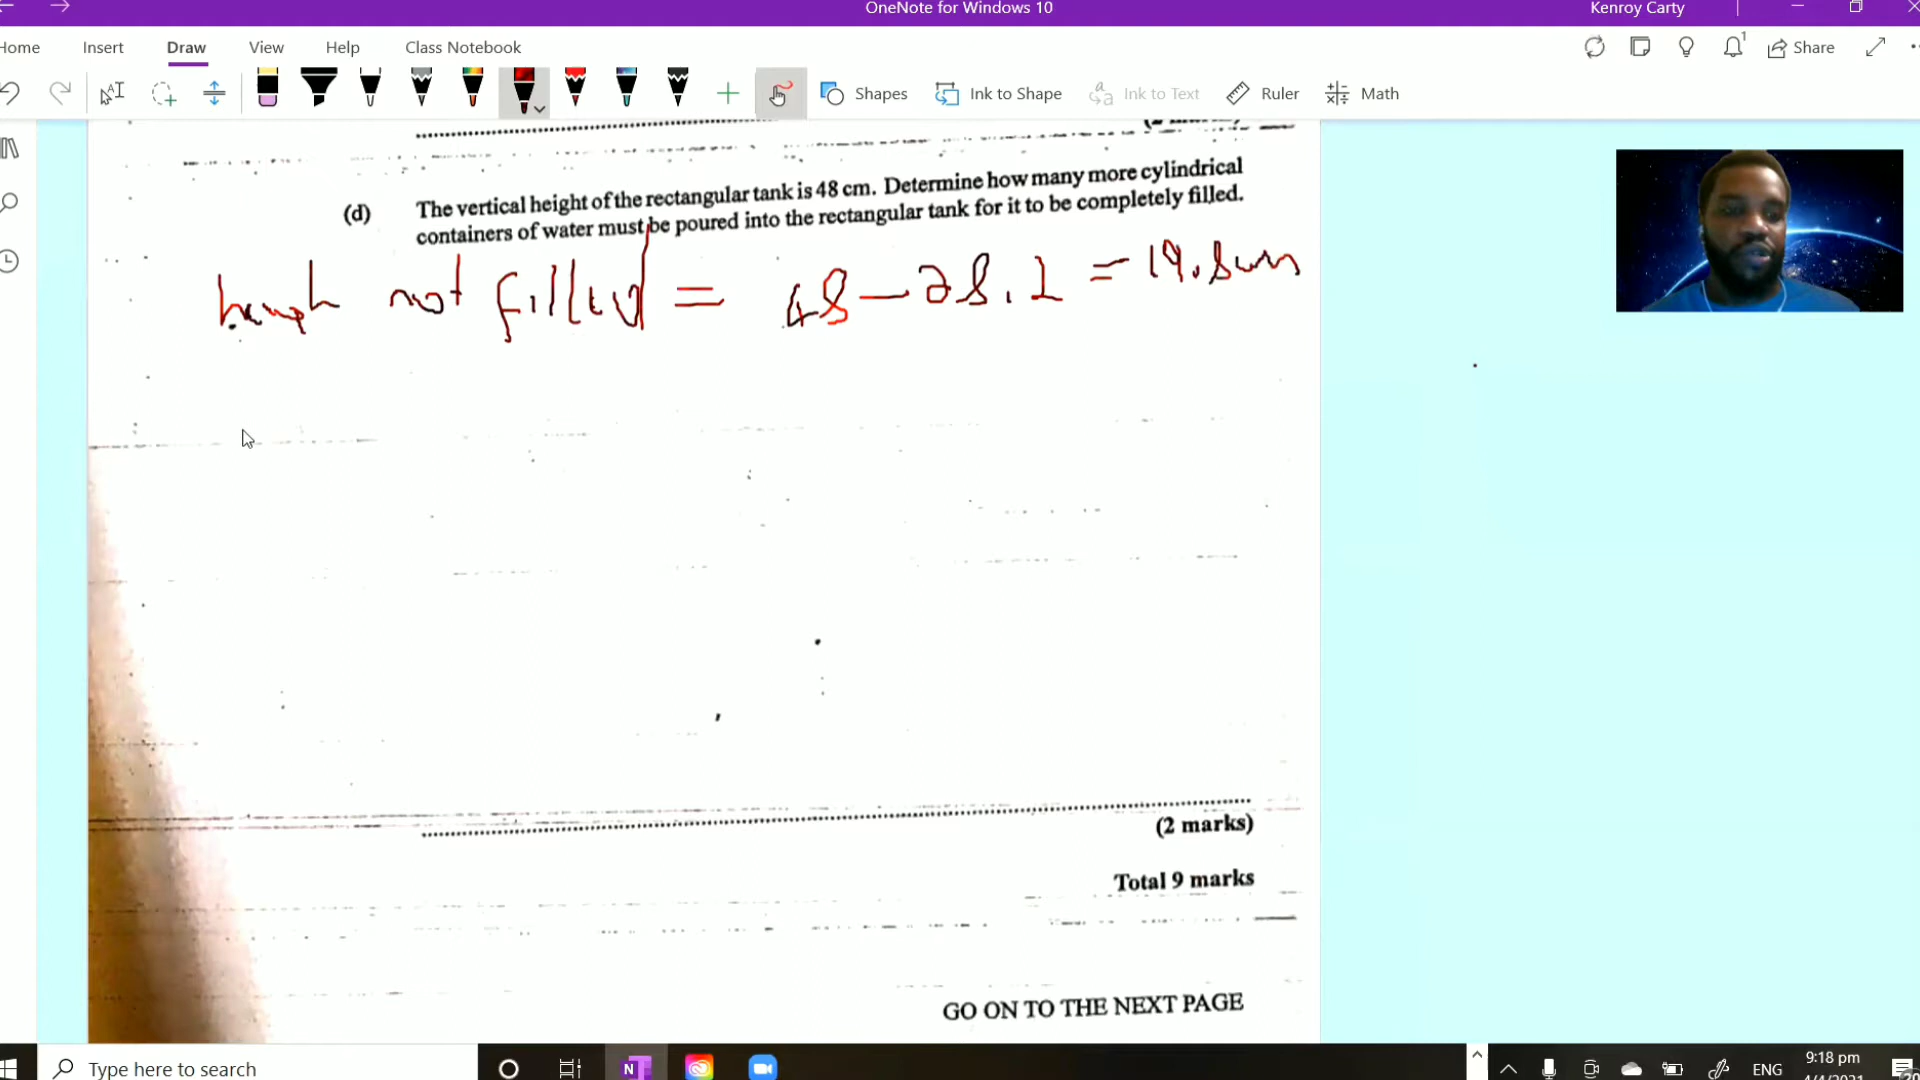 OneNote for Windows 10
Kenroy Carty
Home Insert Draw View Help Class Notebook
Share
Shapes Ink to Shape Ink to Text Ruler Math
(d) The vertical height of the rectangular tank is 48 cm. Determine how many more cylindrical
containers of water must be poured into the rectangular tank for it to be completely filled.
not filled = 48 - 28.2 = 19.8cm
(2 marks)
Total 9 marks
GO ON TO THE NEXT PAGE
Type here to search
ENG
9:18 pm